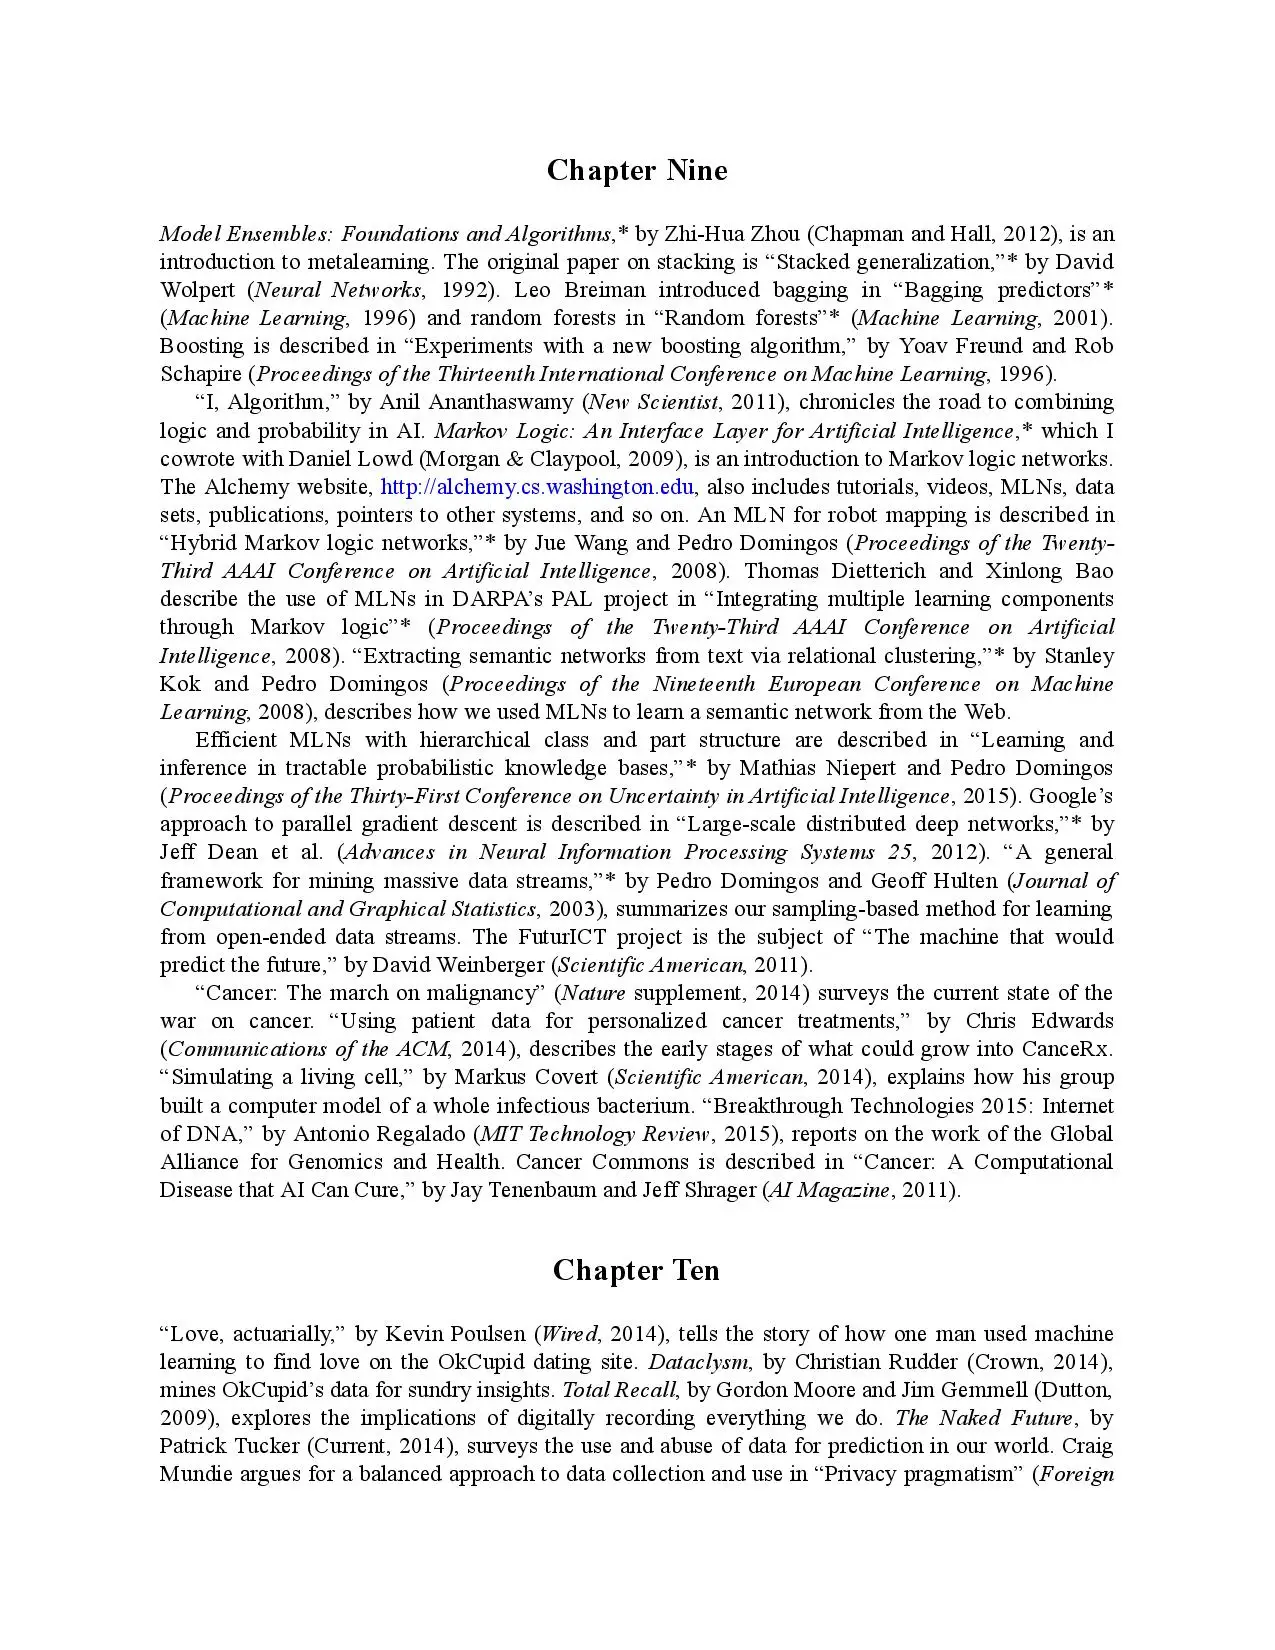 Chapter Nine
Model Ensembles: Foundations and Algorithms,* by Zhi-Hua Zhou (Chapman and Hall, 2012), is an
introduction to metalearning. The original paper on stacking is “Stacked generalization,”* by David
Wolpert (Neural Networks, 1992). Leo Breiman introduced bagging in “Bagging predictors”*
(Machine Learning, 1996) and random forests in “Random forests”* (Machine Learning, 2001).
Boosting is described in “Experiments with a new boosting algorithm,” by Yoav Freund and Rob
Schapire (Proceedings of the Thirteenth International Conference on Machine Learning, 1996).
“I, Algorithm,” by Anil Ananthaswamy (New Scientist, 2011), chronicles the road to combining
logic and probability in AI. Markov Logic: An Interface Layer for Artificial Intelligence,* which I
cowrote with Daniel Lowd (Morgan & Claypool, 2009), is an introduction to Markov logic networks.
The Alchemy website, http://alchemy.cs.washington.edu, also includes tutorials, videos, MLNs, data
sets, publications, pointers to other systems, and so on. An MLN for robot mapping is described in
“Hybrid Markov logic networks,”* by Jue Wang and Pedro Domingos (Proceedings of the Twenty-
Third AAAI Conference on Artificial Intelligence, 2008). Thomas Dietterich and Xinlong Bao
describe the use of MLNs in DARPA’s PAL project in “Integrating multiple learning components
through Markov logic”* (Proceedings of the Twenty-Third AAAI Conference on Artificial
Intelligence, 2008). “Extracting semantic networks from text via relational clustering,”* by Stanley
Kok and Pedro Domingos (Proceedings of the Nineteenth European Conference on Machine
Learning, 2008), describes how we used MLNs to learn a semantic network from the Web.
Efficient MLNs with hierarchical class and part structure are described in “Learning and
inference in tractable probabilistic knowledge bases,”* by Mathias Niepert and Pedro Domingos
(Proceedings of the Thirty-First Conference on Uncertainty in Artificial Intelligence, 2015). Google’s
approach to parallel gradient descent is described in “Large-scale distributed deep networks,”* by
Jeff Dean et al. (Advances in Neural Information Processing Systems 25, 2012). “A general
framework for mining massive data streams,”* by Pedro Domingos and Geoff Hulten (Journal of
Computational and Graphical Statistics, 2003), summarizes our sampling-based method for learning
from open-ended data streams. The FuturICT project is the subject of “The machine that would
predict the future,” by David Weinberger (Scientific American, 2011).
“Cancer: The march on malignancy” (Nature supplement, 2014) surveys the current state of the
war on cancer. “Using patient data for personalized cancer treatments,” by Chris Edwards
(Communications of the ACM, 2014), describes the early stages of what could grow into CanceRx.
“Simulating a living cell,” by Markus Covert (Scientific American, 2014), explains how his group
built a computer model of a whole infectious bacterium. “Breakthrough Technologies 2015: Internet
of DNA,” by Antonio Regalado (MIT Technology Review, 2015), reports on the work of the Global
Alliance for Genomics and Health. Cancer Commons is described in “Cancer: A Computational
Disease that AI Can Cure,” by Jay Tenenbaum and Jeff Shrager (AI Magazine, 2011).
Chapter Ten
“Love, actuarially,” by Kevin Poulsen (Wired, 2014), tells the story of how one man used machine
learning to find love on the OkCupid dating site. Dataclysm, by Christian Rudder (Crown, 2014),
mines OkCupid’s data for sundry insights. Total Recall, by Gordon Moore and Jim Gemmell (Dutton,
2009), explores the implications of digitally recording everything we do. The Naked Future, by
Patrick Tucker (Current, 2014), surveys the use and abuse of data for prediction in our world. Craig
Mundie argues for a balanced approach to data collection and use in “Privacy pragmatism” (Foreign